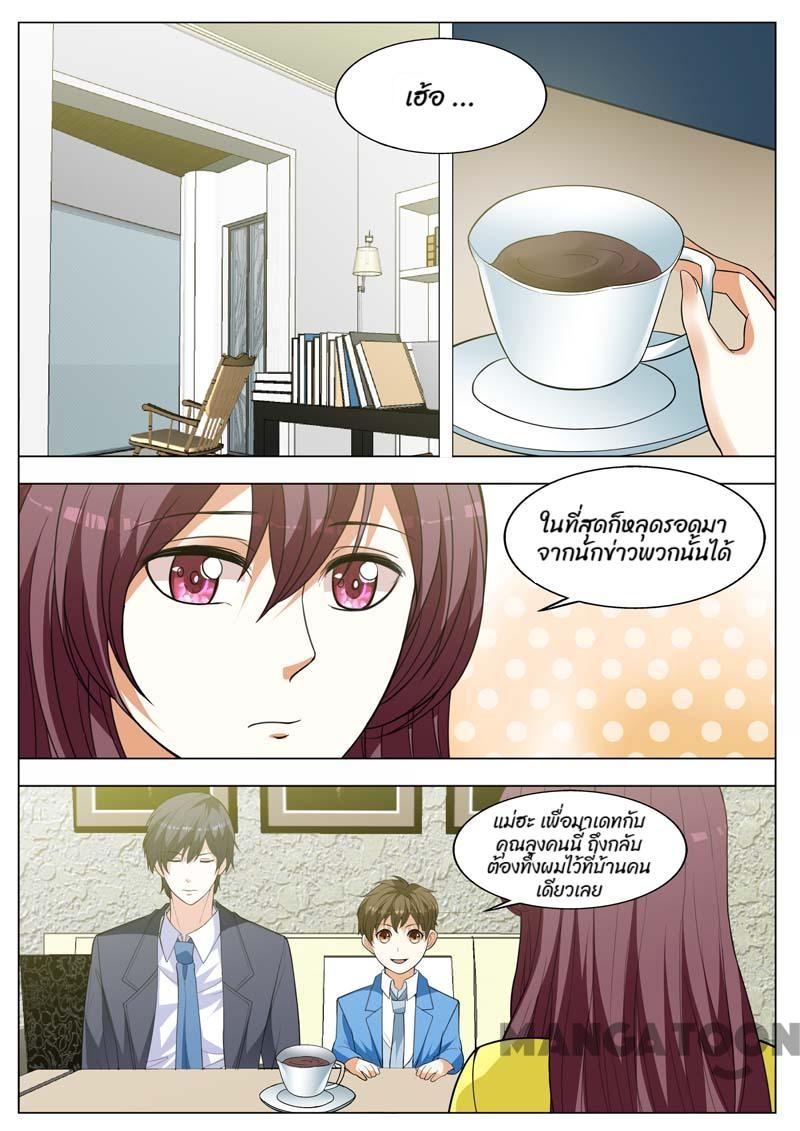 เฮ้อ ...
ในที่สุดก็หลุดรอดมา
จากนักข่าวพวกนั้นได้
แม่ฮะ เพื่อมาเดทกับ
คุณลุงคนนี้ ถึงกลับ
ต้องทิ้งผมไว้ที่บ้านคน
เดียวเลย
MANGATOON